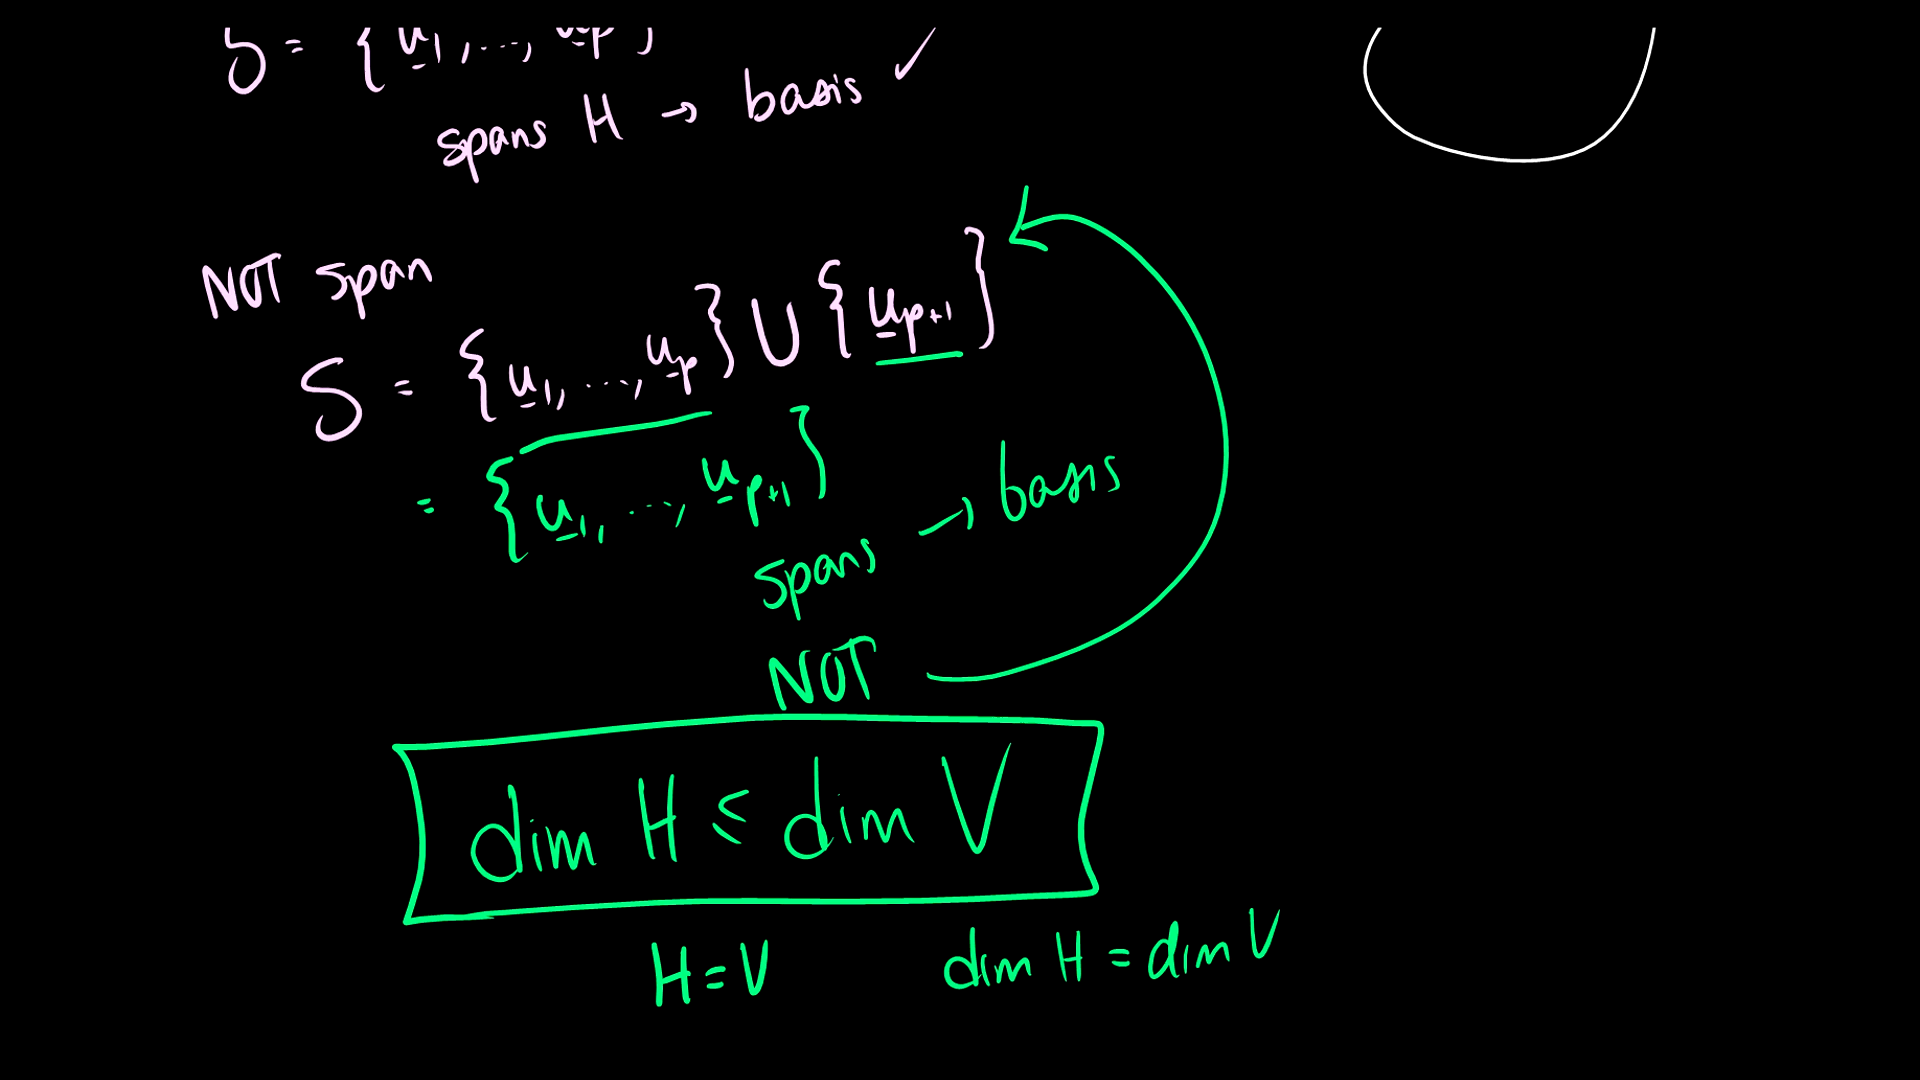 S = {u1, ..., up}
spans H → basis ✓
NOT span
S = {u1, ..., up} ∪ {up+1}
= {u1, ..., up+1}
spans → basis
NOT
dim H ≤ dim V
H = V dim H = dim V